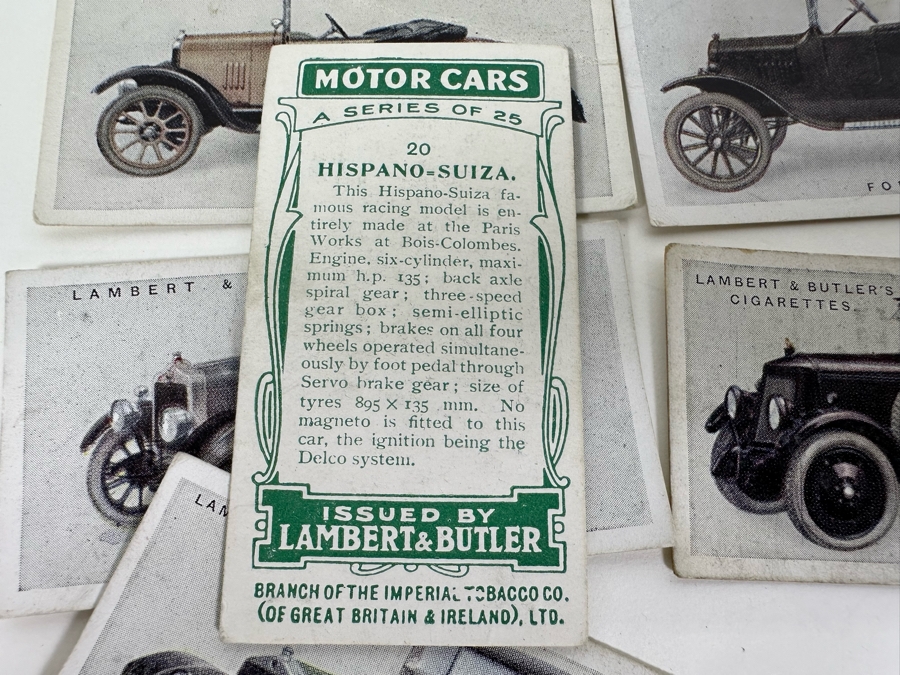 MOTOR CARS
A SERIES OF 25
20
HISPANO=SUIZA.
This Hispano-Suiza fa-
mous racing model is en-
tirely made at the Paris
Works at Bois-Colombes.
Engine, six-cylinder, maxi-
mum h.p. 135; back axle
spiral gear; three-speed
gear box; semi-elliptic
springs; brakes on all four
wheels operated simultane-
ously by foot pedal through
Servo brake gear; size of
tyres 895 × 135 mm. No
magneto is fitted to this
car, the ignition being the
Delco system.
ISSUED BY
LAMBERT & BUTLER
BRANCH OF THE IMPERIAL TOBACCO CO.
(OF GREAT BRITAIN & IRELAND), LTD.
LAMBERT &
LAMBERT & BUTLER'S
CIGARETTES.